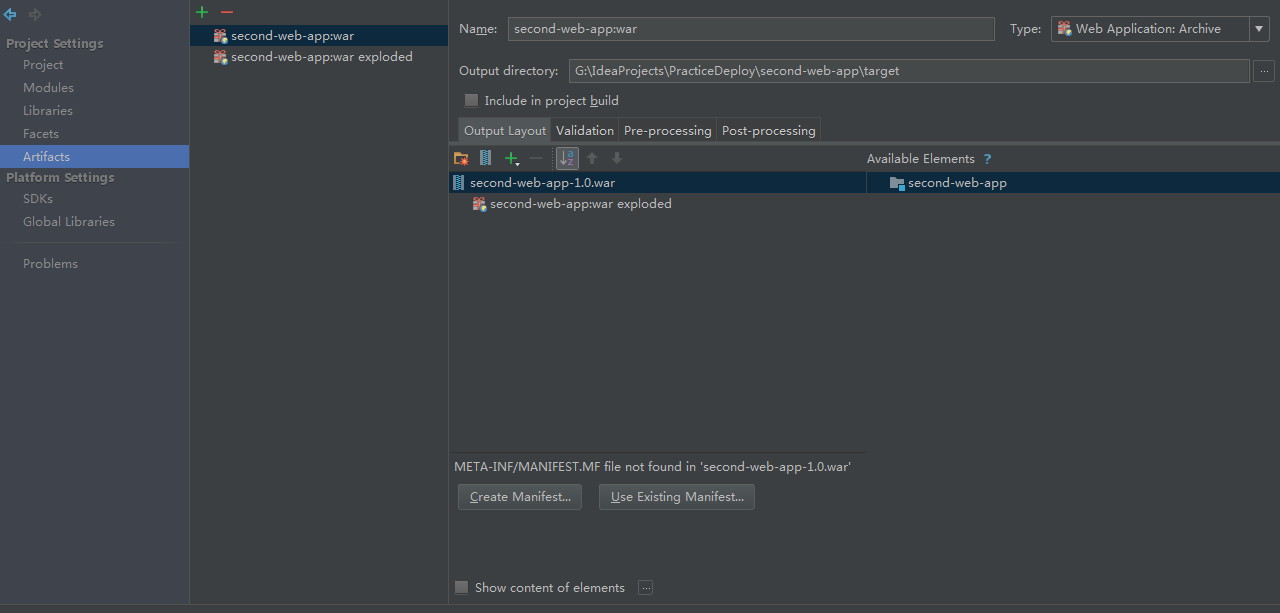 Project Settings
Project
Modules
Libraries
Facets
Artifacts
Platform Settings
SDKs
Global Libraries
Problems
second-web-app:war
second-web-app:war exploded
Name: second-web-app:war
Type: Web Application: Archive
Output directory: G:\IdeaProjects\PracticeDeploy\second-web-app\target
...
Include in project build
Output Layout Validation Pre-processing Post-processing
a z
Available Elements ?
second-web-app-1.0.war
second-web-app:war exploded
second-web-app
META-INF/MANIFEST.MF file not found in 'second-web-app-1.0.war'
Create Manifest... Use Existing Manifest...
Show content of elements ...